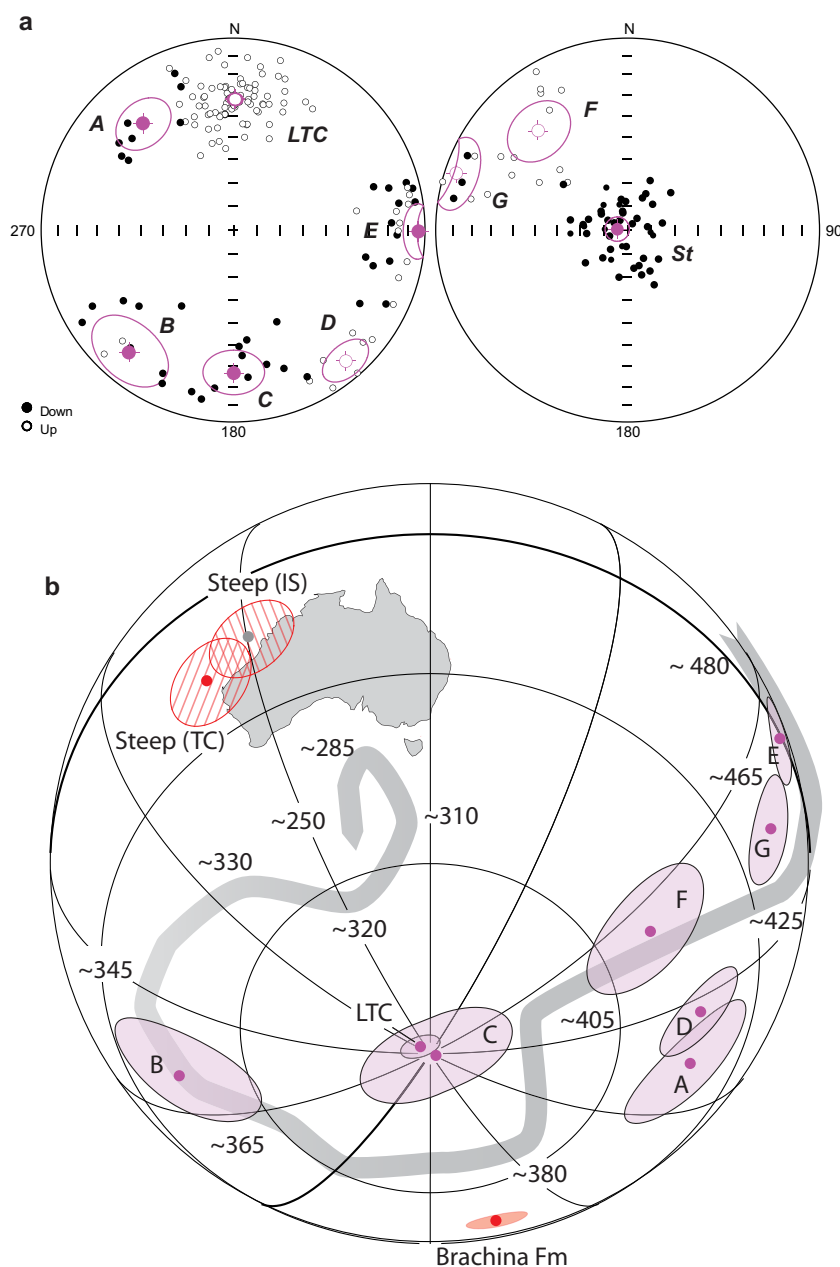 a
N
N
A
LTC
F
G
270
E
90
St
B
D
C
Down
Up
180
180
b
Steep (IS)
~ 480
Steep (TC)
~285
E
~465
~250
~310
G
~330
F
~425
~320
~345
LTC
C
~405
D
B
A
~365
~380
Brachina Fm